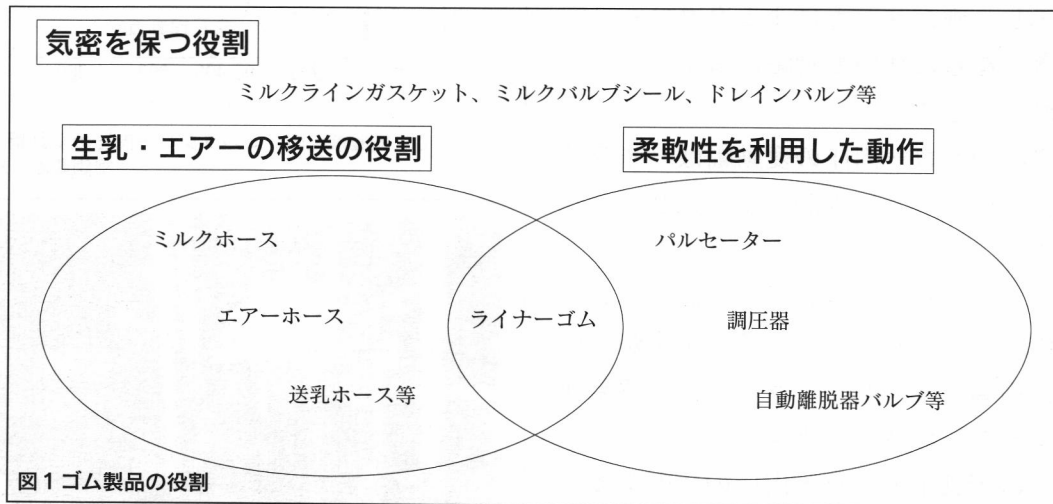 気密を保つ役割
ミルクラインガスケット、ミルクバルブシール、ドレインバルブ等
生乳・エアーの移送の役割
柔軟性を利用した動作
ミルクホース
パルセーター
エアーホース
ライナーゴム
調圧器
送乳ホース等
自動離脱器バルブ等
図1 ゴム製品の役割